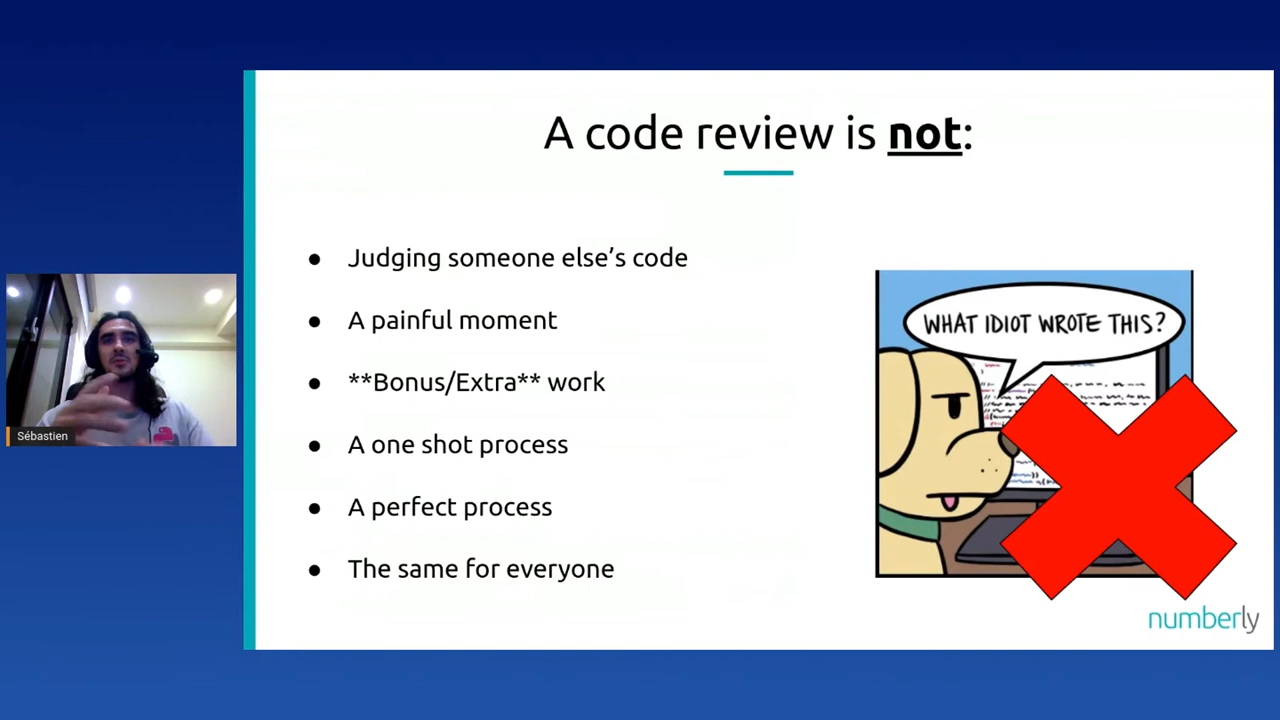 A code review is not:
Judging someone else’s code
A painful moment
**Bonus/Extra** work
A one shot process
A perfect process
The same for everyone
WHAT IDIOT WROTE THIS?
Sébastien
numberly